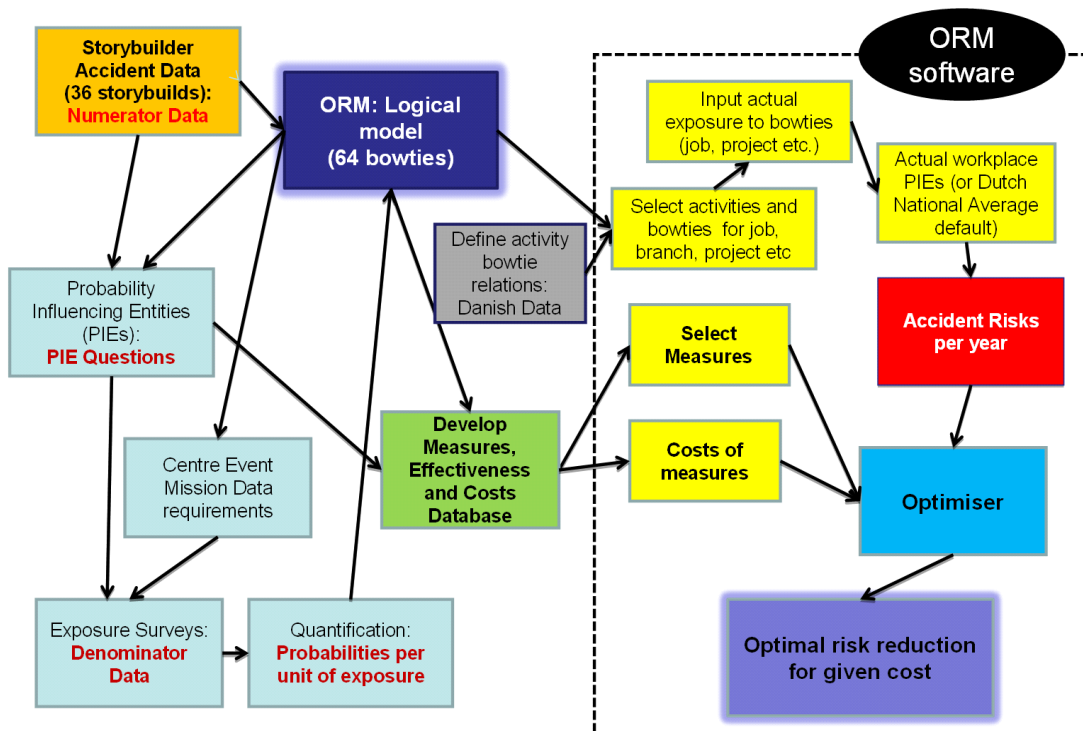 Storybuilder
Accident Data
(36 storybuilds):
Numerator Data
ORM: Logical
model
(64 bowties)
ORM
software
Input actual
exposure to bowties
(job, project etc.)
Actual workplace
PIEs (or Dutch
National Average
default)
Select activities and
bowties for job,
branch, project etc
Define activity
bowtie
relations:
Danish Data
Probability
Influencing Entities
(PIEs):
PIE Questions
Accident Risks
per year
Select
Measures
Develop
Measures,
Effectiveness
and Costs
Database
Costs of
measures
Centre Event
Mission Data
requirements
Optimiser
Exposure Surveys:
Denominator
Data
Quantification:
Probabilities per
unit of exposure
Optimal risk reduction
for given cost